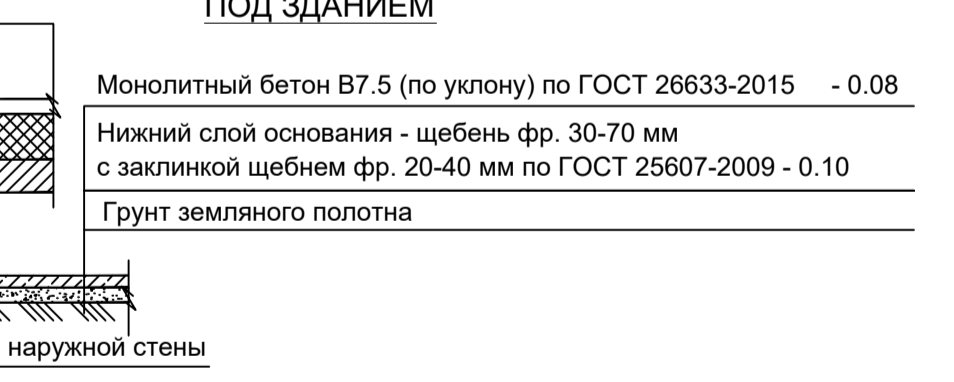 ПОД ЗДАНИЕМ
Монолитный бетон В7.5 (по уклону) по ГОСТ 26633-2015 - 0.08
Нижний слой основания - щебень фр. 30-70 мм
с заклинкой щебнем фр. 20-40 мм по ГОСТ 25607-2009 - 0.10
Грунт земляного полотна
наружной стены